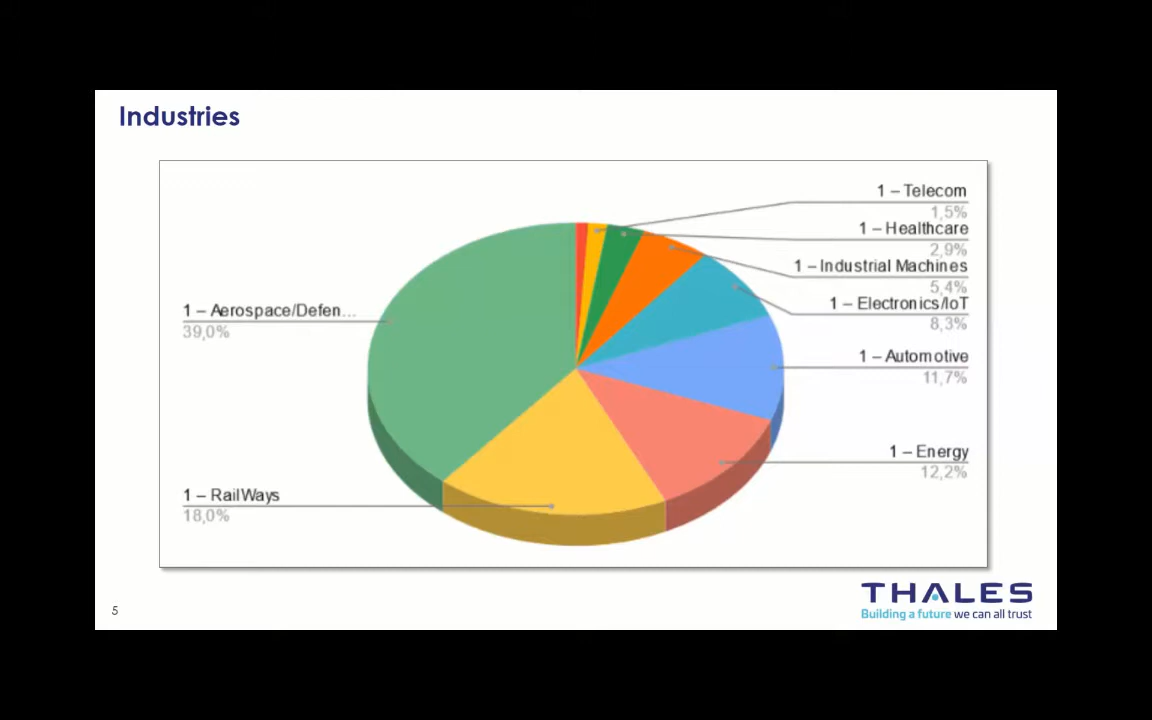 Industries
1 – Telecom
1,5%
1 – Healthcare
2,9%
1 – Industrial Machines
5,4%
1 – Electronics/IoT
8,3%
1 – Aerospace/Defen...
39,0%
1 – Automotive
11,7%
1 – Energy
12,2%
1 – RailWays
18,0%
THALES
5
Building a future we can all trust